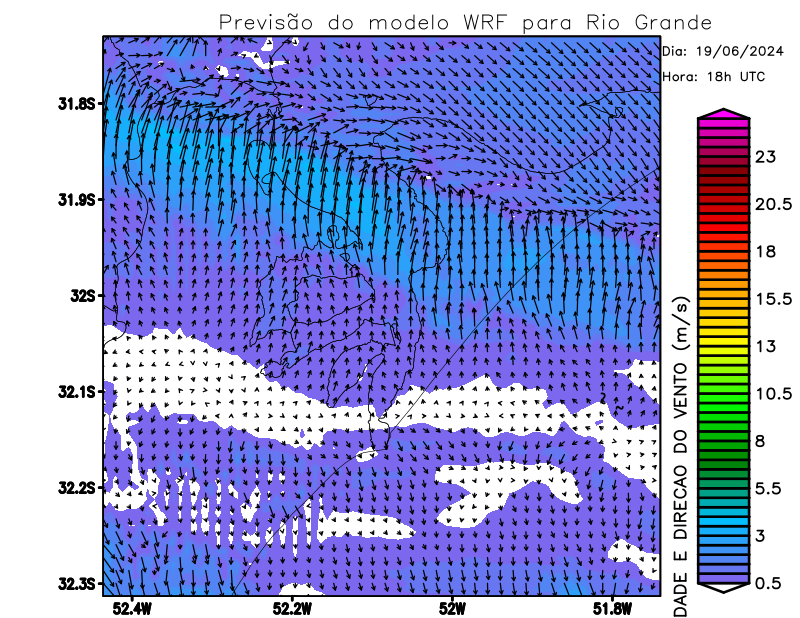 Previsão do modelo WRF para Rio Grande
Dia: 19/06/2024
Hora: 18h UTC
31.8S
31.9S
32S
32.1S
32.2S
32.3S
52.4W
52.2W
52W
51.8W
23
20.5
18
15.5
13
10.5
8
5.5
3
0.5
DADE E DIRECAO DO VENTO (m/s)